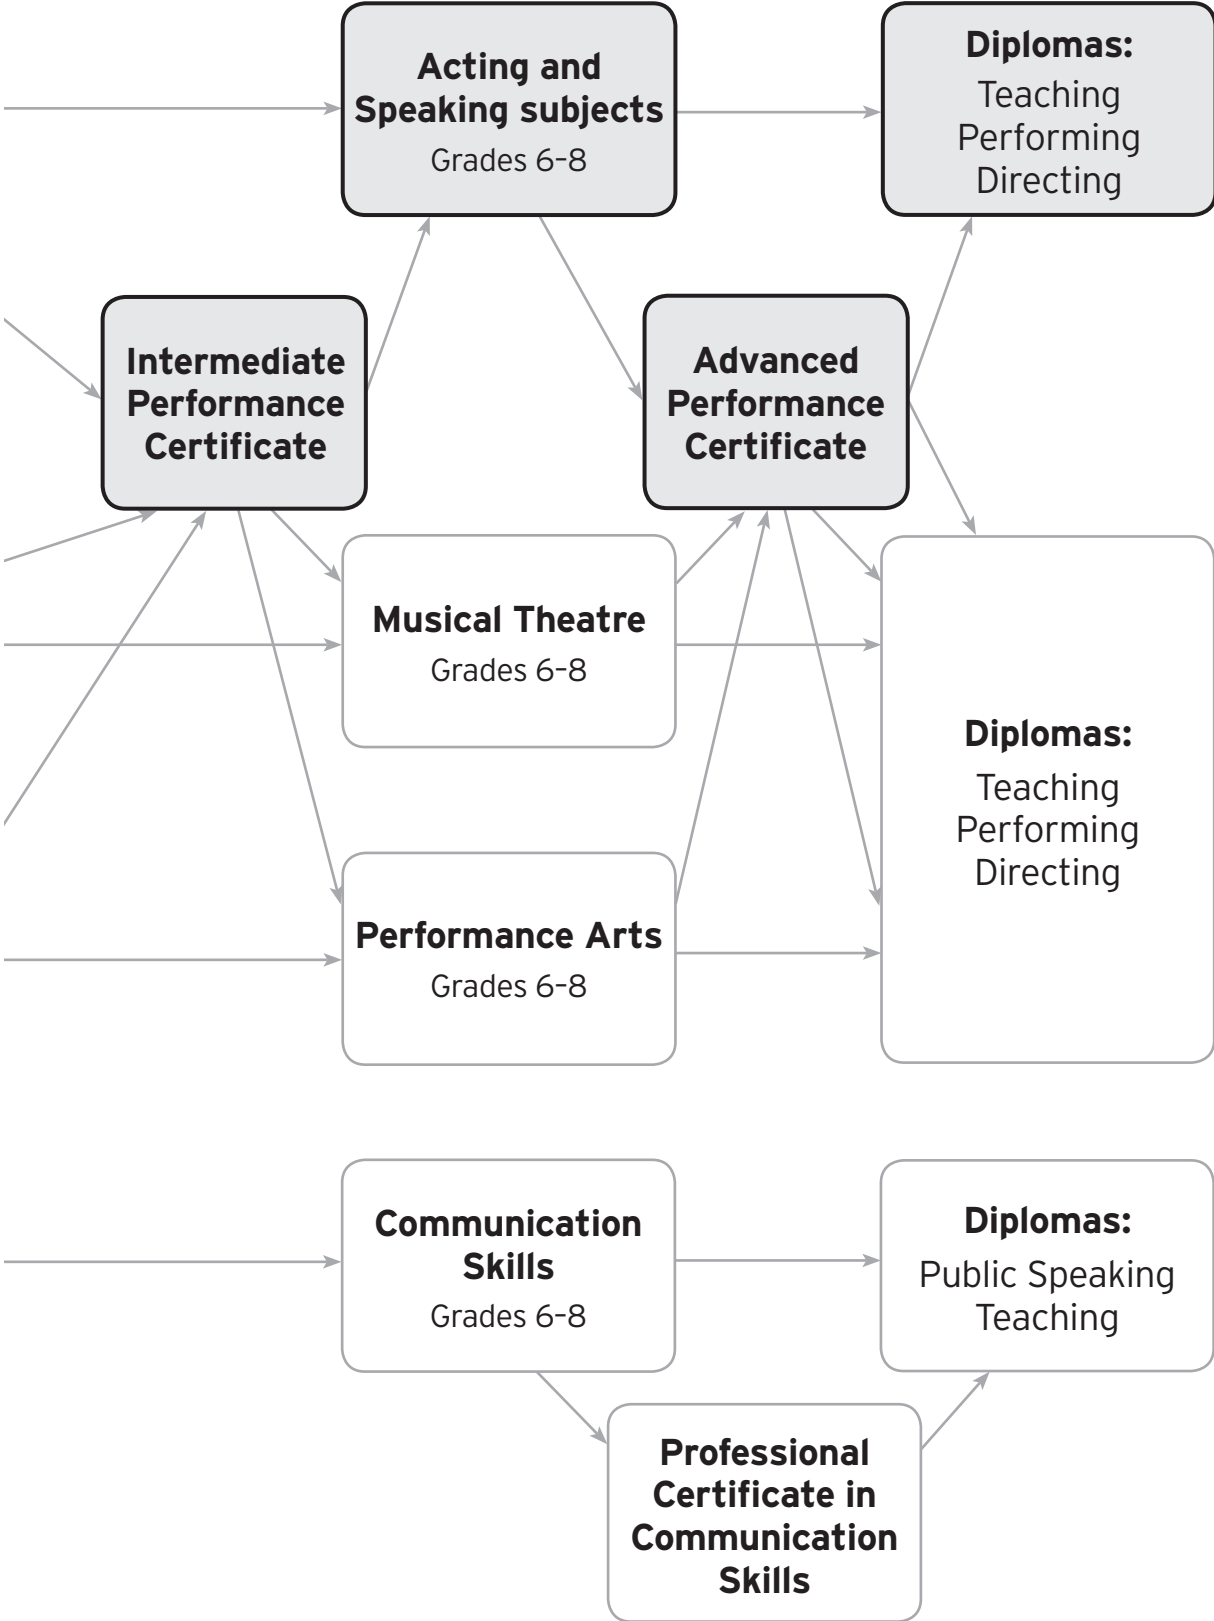 Acting and
Speaking subjects
Grades 6–8
Diplomas:
Teaching
Performing
Directing
Intermediate
Performance
Certificate
Advanced
Performance
Certificate
Musical Theatre
Grades 6–8
Diplomas:
Teaching
Performing
Directing
Performance Arts
Grades 6–8
Communication
Skills
Grades 6–8
Diplomas:
Public Speaking
Teaching
Professional
Certificate in
Communication
Skills